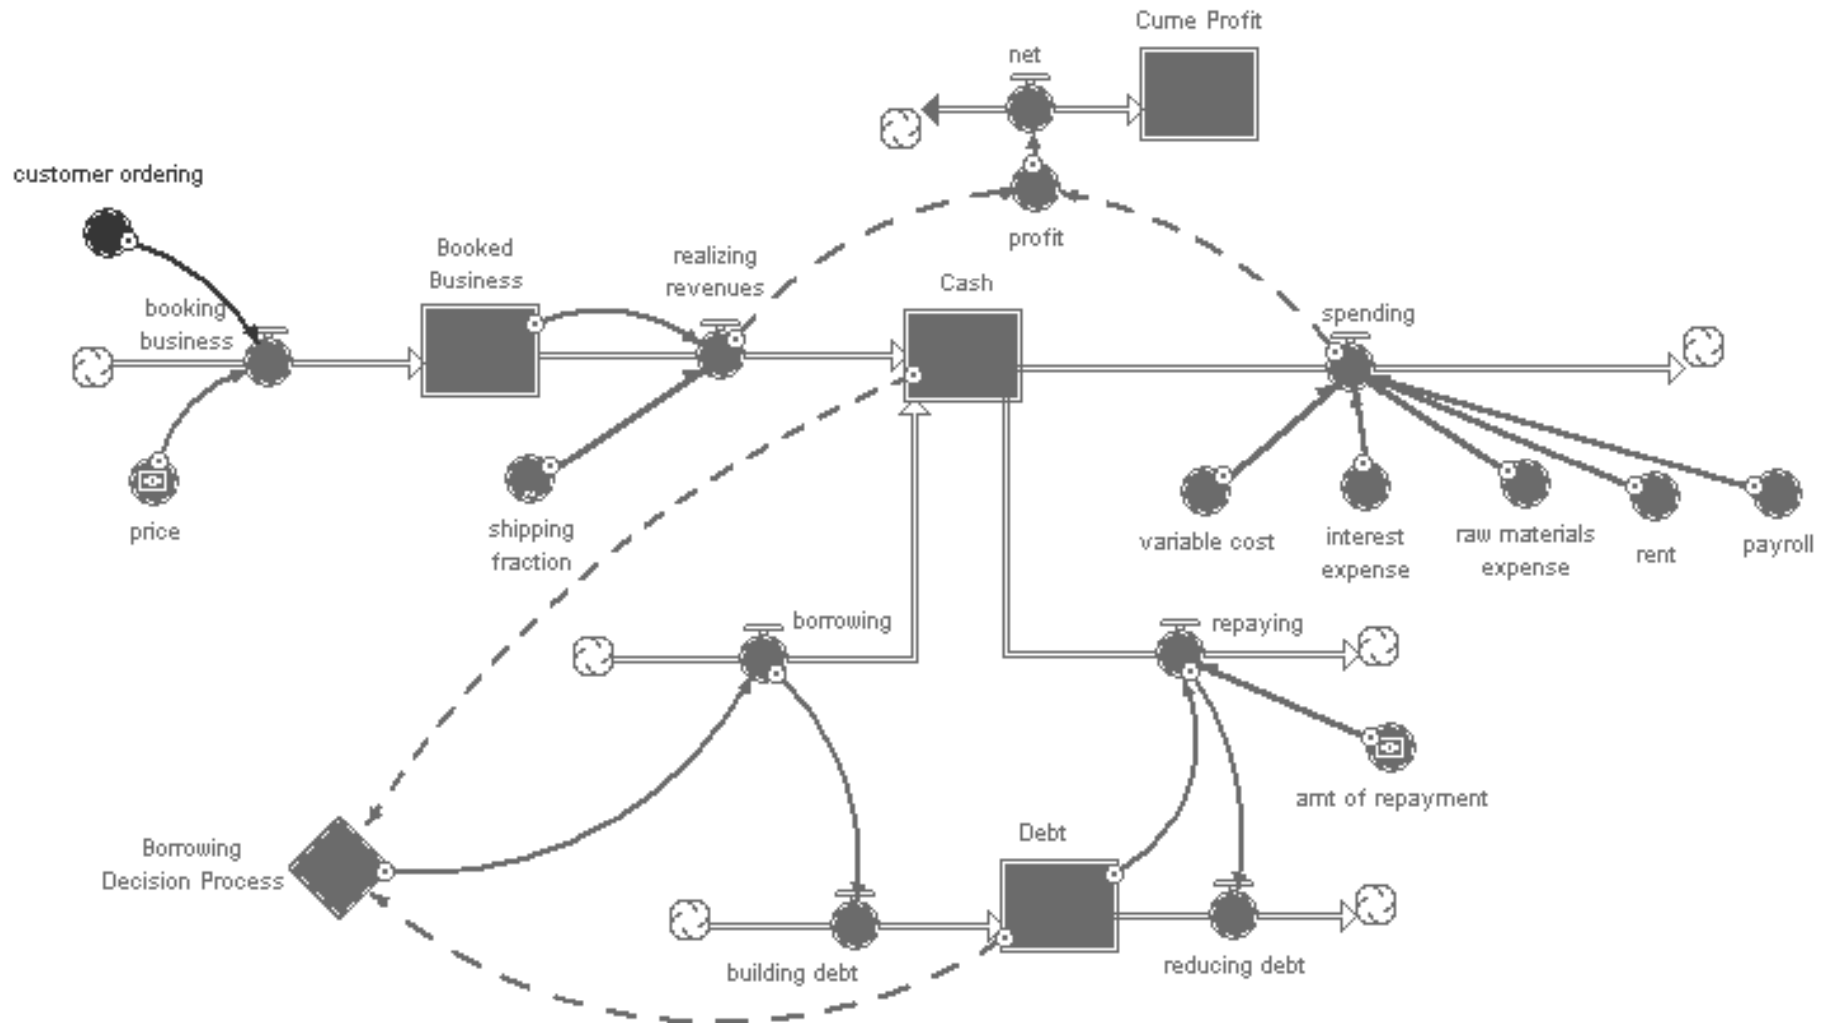 Cume Profit
net
customer ordering
profit
Booked
Business
realizing
revenues
Cash
booking
business
spending
price
shipping
fraction
variable cost
interest
expense
raw materials
expense
rent
payroll
borrowing
repaying
amt of repayment
Borrowing
Decision Process
Debt
building debt
reducing debt